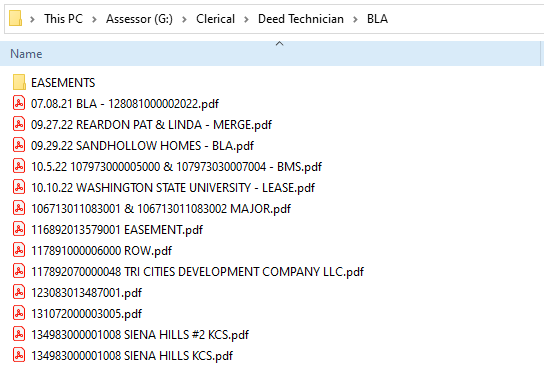 This PC > Assessor (G:) > Clerical > Deed Technician > BLA
Name
EASEMENTS
07.08.21 BLA - 128081000002022.pdf
09.27.22 REARDON PAT & LINDA - MERGE.pdf
09.29.22 SANDHOLLOW HOMES - BLA.pdf
10.5.22 107973000005000 & 107973030007004 - BMS.pdf
10.10.22 WASHINGTON STATE UNIVERSITY - LEASE.pdf
106713011083001 & 106713011083002 MAJOR.pdf
116892013579001 EASEMENT.pdf
117891000006000 ROW.pdf
117892070000048 TRI CITIES DEVELOPMENT COMPANY LLC.pdf
123083013487001.pdf
131072000003005.pdf
134983000001008 SIENA HILLS #2 KCS.pdf
134983000001008 SIENA HILLS KCS.pdf